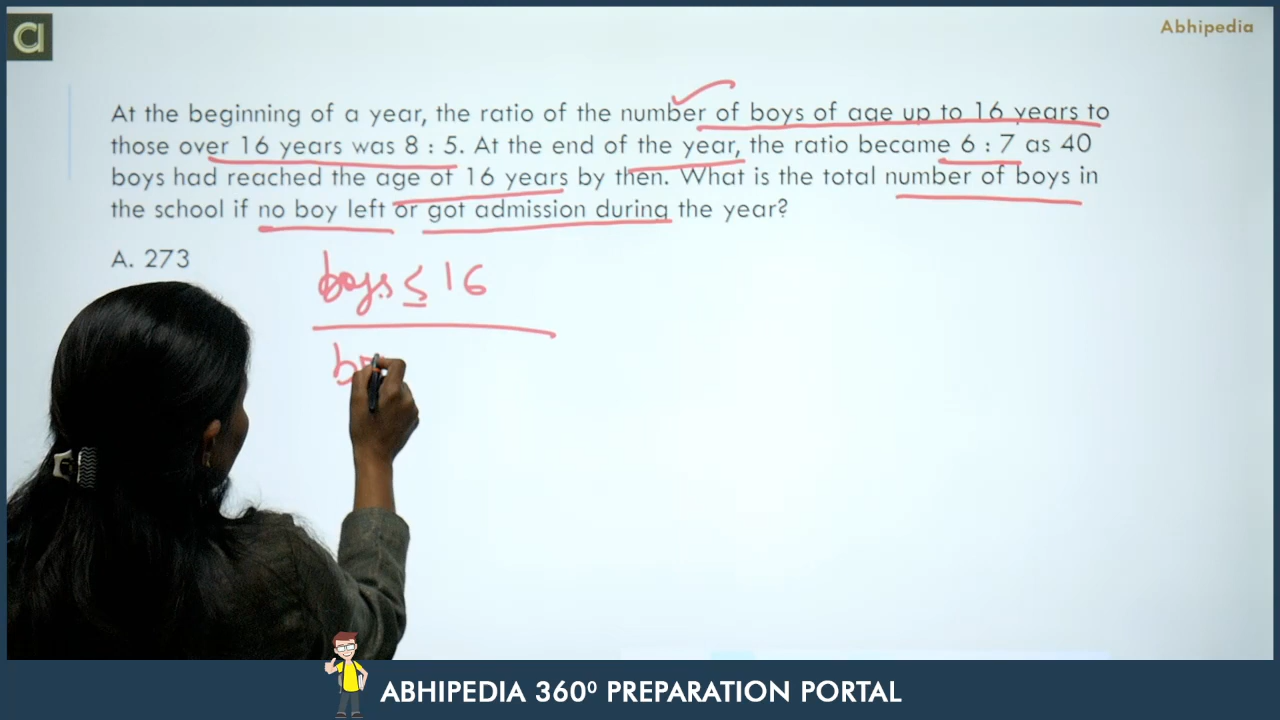 Abhipedia
At the beginning of a year, the ratio of the number of boys of age up to 16 years to
those over 16 years was 8 : 5. At the end of the year, the ratio became 6 : 7 as 40
boys had reached the age of 16 years by then. What is the total number of boys in
the school if no boy left or got admission during the year?
A. 273
boys ≤ 16
ABHIPEDIA 360⁰ PREPARATION PORTAL